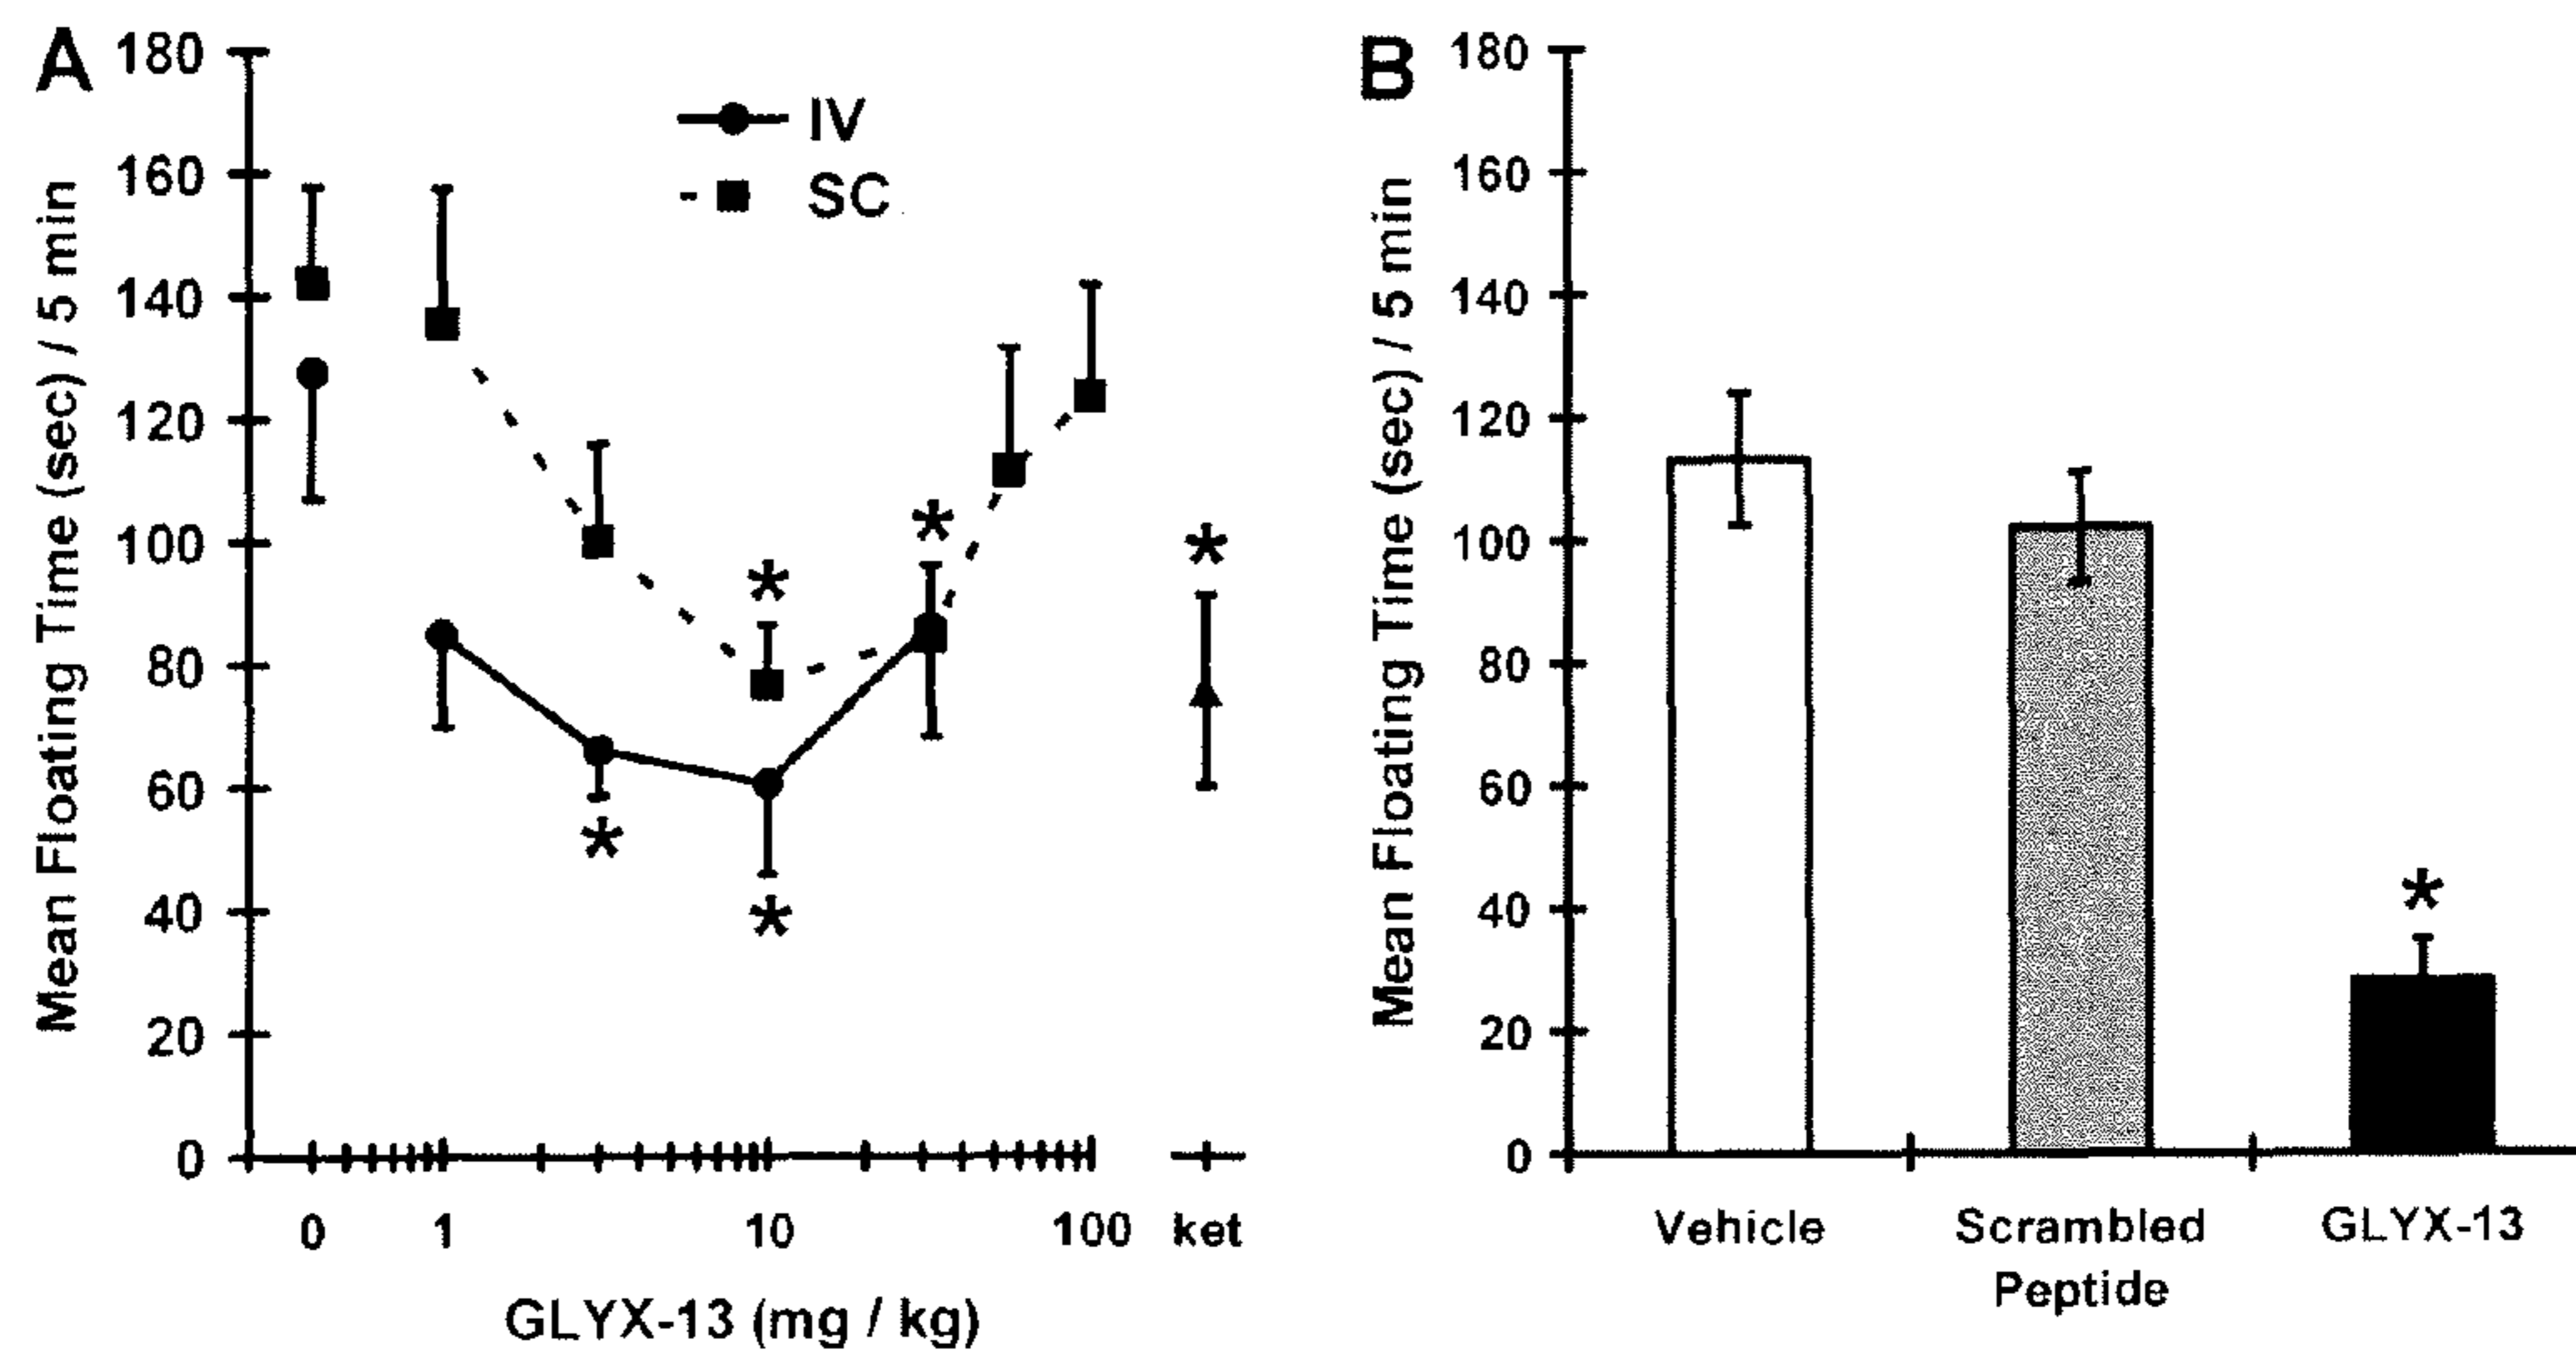 A
180
160
140
120
100
80
60
40
20
0
Mean Floating Time (sec) / 5 min
IV
SC
*
*
*
*
*
0 1 10 100 ket
GLYX-13 (mg / kg)
B
180
160
140
120
100
80
60
40
20
0
Mean Floating Time (sec) / 5 min
*
Vehicle
Scrambled
Peptide
GLYX-13